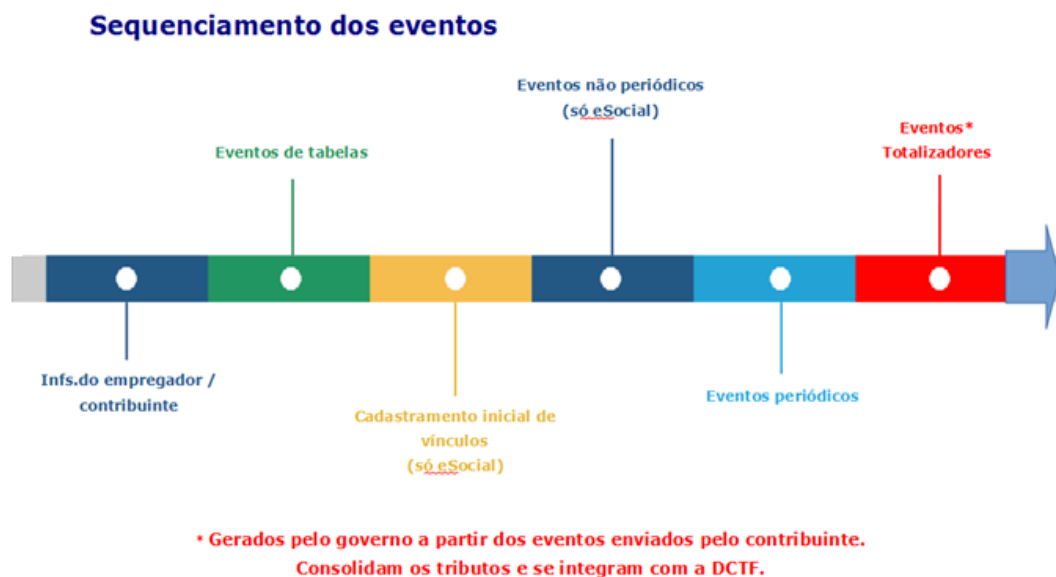 Sequenciamento dos eventos
Eventos não periódicos
(só eSocial)
Eventos*
Totalizadores
Eventos de tabelas
Infs.do empregador /
contribuinte
Cadastramento inicial de
vínculos
(só eSocial)
Eventos periódicos
* Gerados pelo governo a partir dos eventos enviados pelo contribuinte.
Consolidam os tributos e se integram com a DCTF.